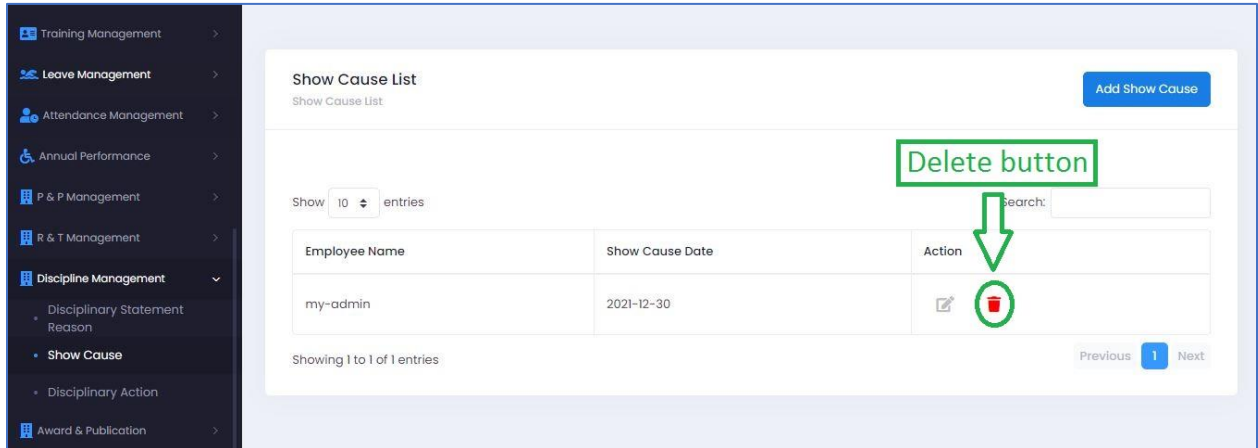 Training Management
Leave Management
Attendance Management
Annual Performance
P & P Management
R & T Management
Discipline Management
Disciplinary Statement
Reason
Show Cause
Disciplinary Action
Award & Publication
Show Cause List
Show Cause List
Add Show Cause
Delete button
Show 10 entries
Search:
Employee Name Show Cause Date Action
my-admin 2021-12-30
Showing 1 to 1 of 1 entries
Previous 1 Next